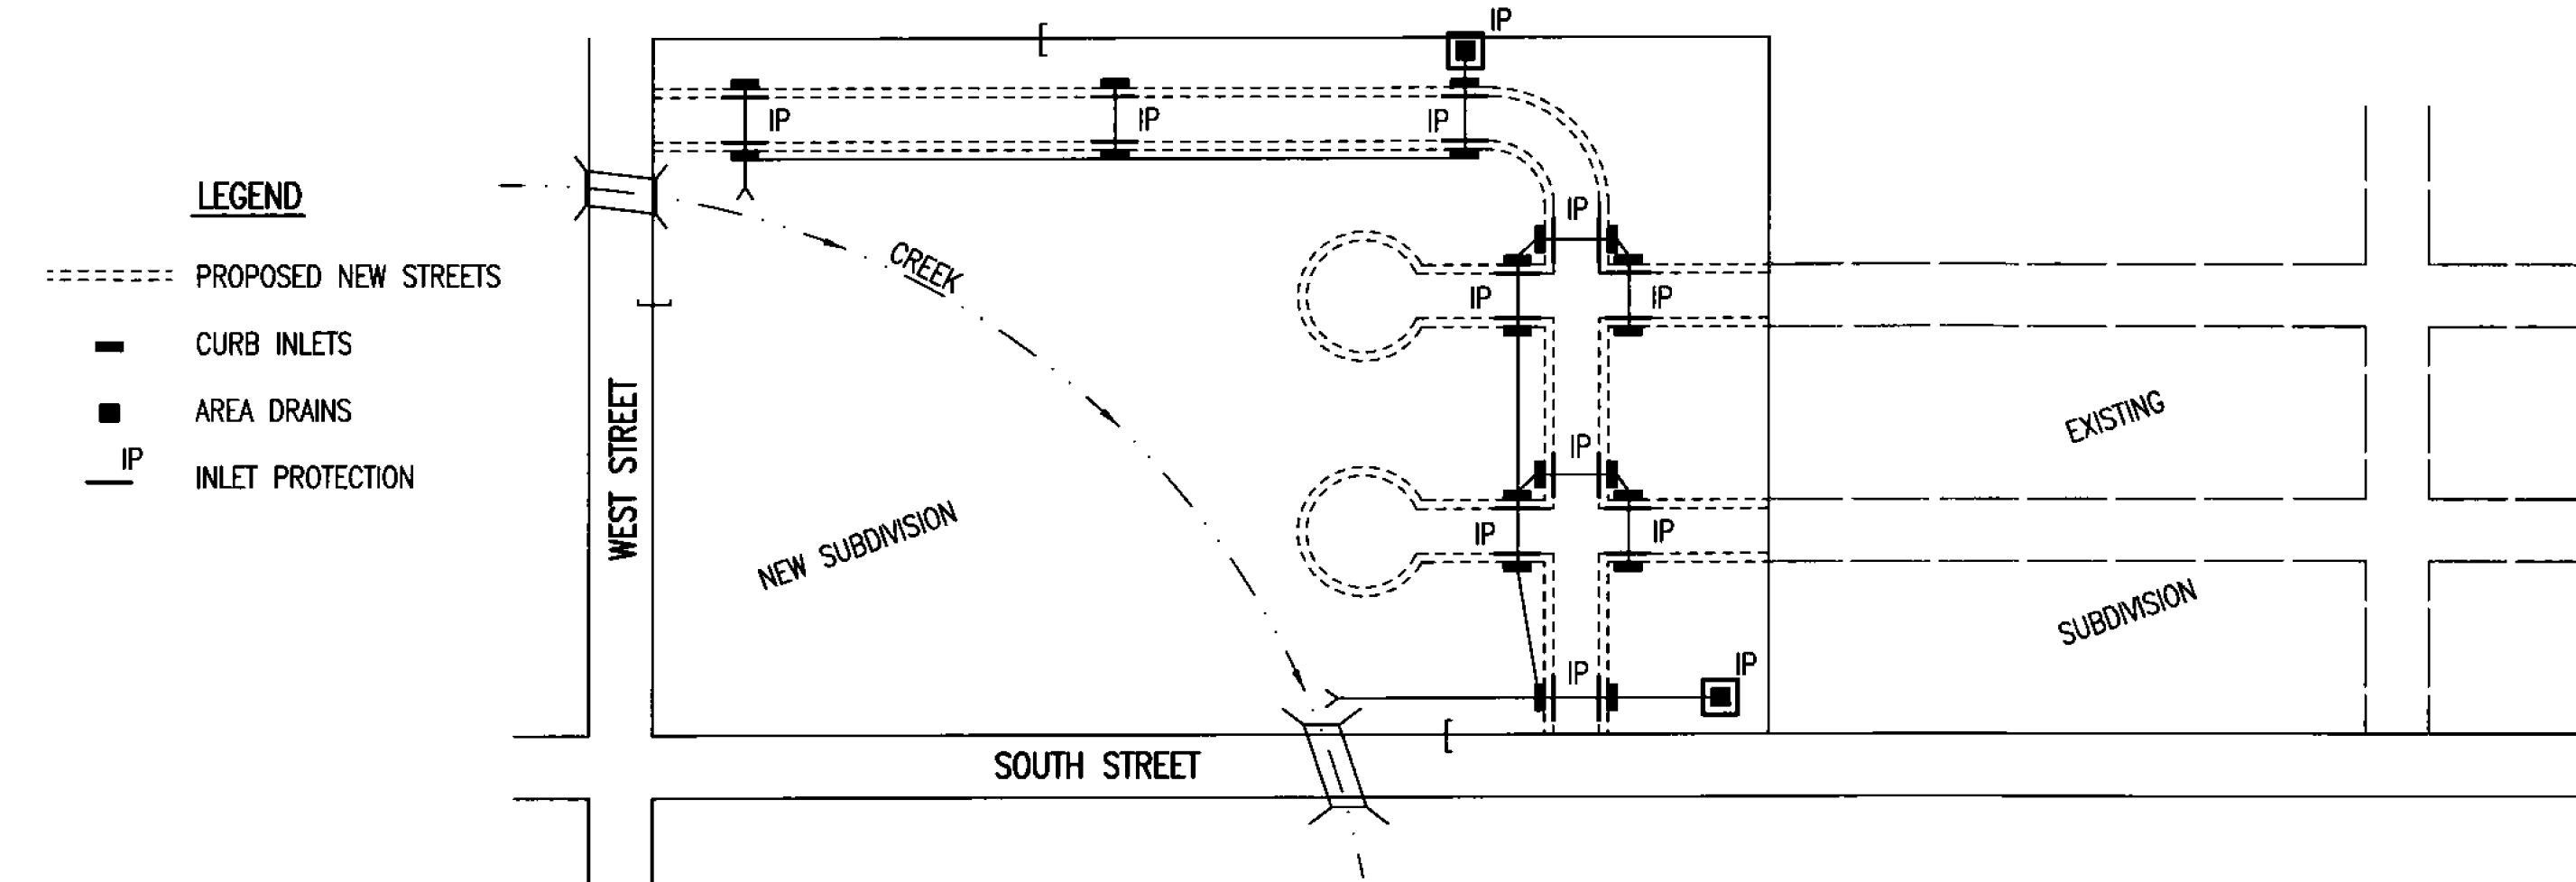 LEGEND
PROPOSED NEW STREETS
CURB INLETS
AREA DRAINS
IP
INLET PROTECTION
WEST STREET
SOUTH STREET
CREEK
NEW SUBDIVISION
EXISTING
SUBDIVISION
IP
IP
IP
IP
IP
IP
IP
IP
IP
IP
IP
IP